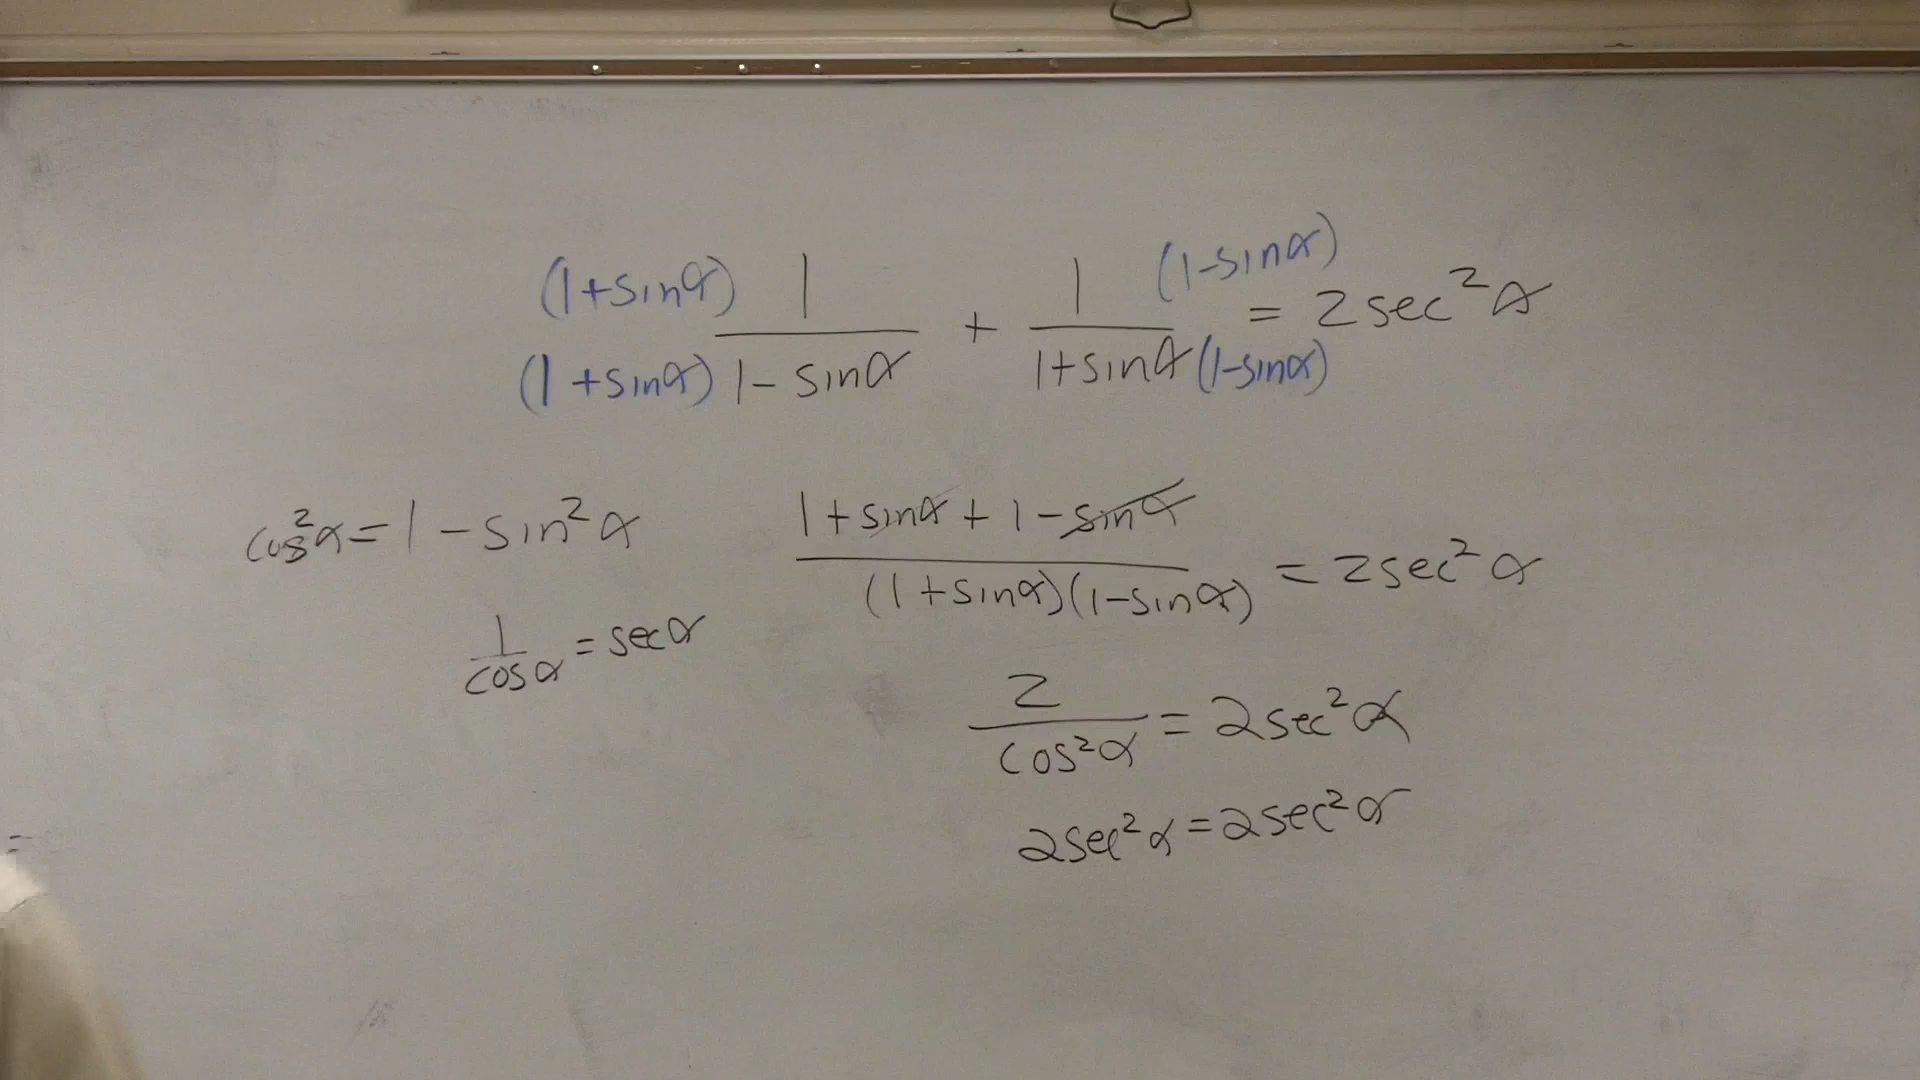 (1+sinα) 1 / (1+sinα) 1-sinα + 1 (1-sinα) / 1+sinα (1-sinα) = 2sec²α
cos²α = 1 - sin²α
1/cosα = secα
1+sinα + 1 - sinα / (1+sinα)(1-sinα) = 2sec²α
2/cos²α = 2sec²α
2sec²α = 2sec²α